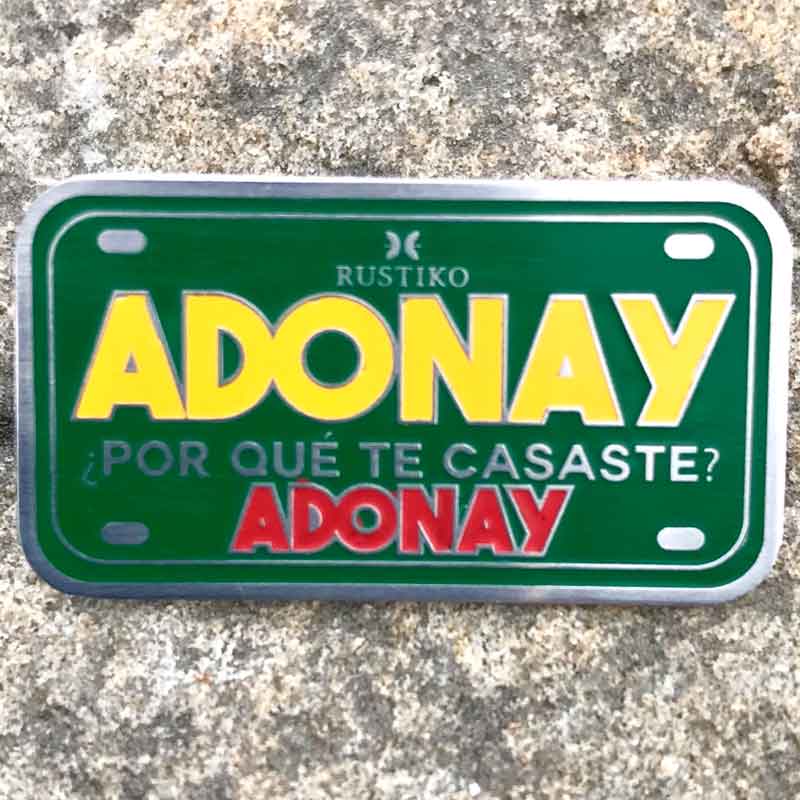 RUSTIKO
ADONAY
¿POR QUÉ TE CASASTE?
ADONAY